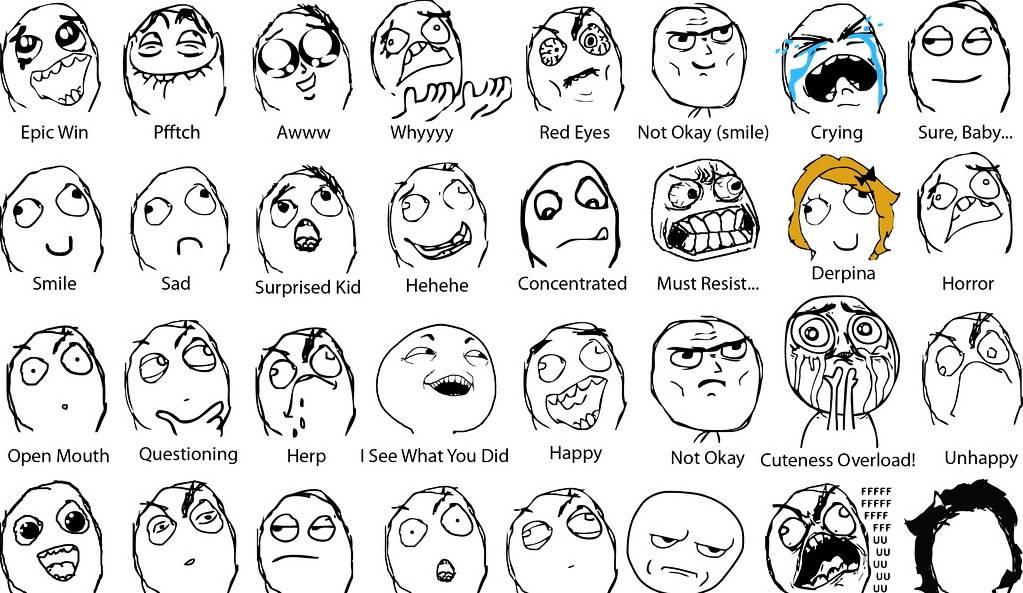 Epic Win
Pfftch
Awww
Whyyyy
Red Eyes
Not Okay (smile)
Crying
Sure, Baby...
Smile
Sad
Surprised Kid
Hehehe
Concentrated
Must Resist...
Derpina
Horror
Open Mouth
Questioning
Herp
I See What You Did
Happy
Not Okay
Cuteness Overload!
Unhappy
FFFFF
FFFFF
FFFF
FFF
UU
UU
UU
UU
UU